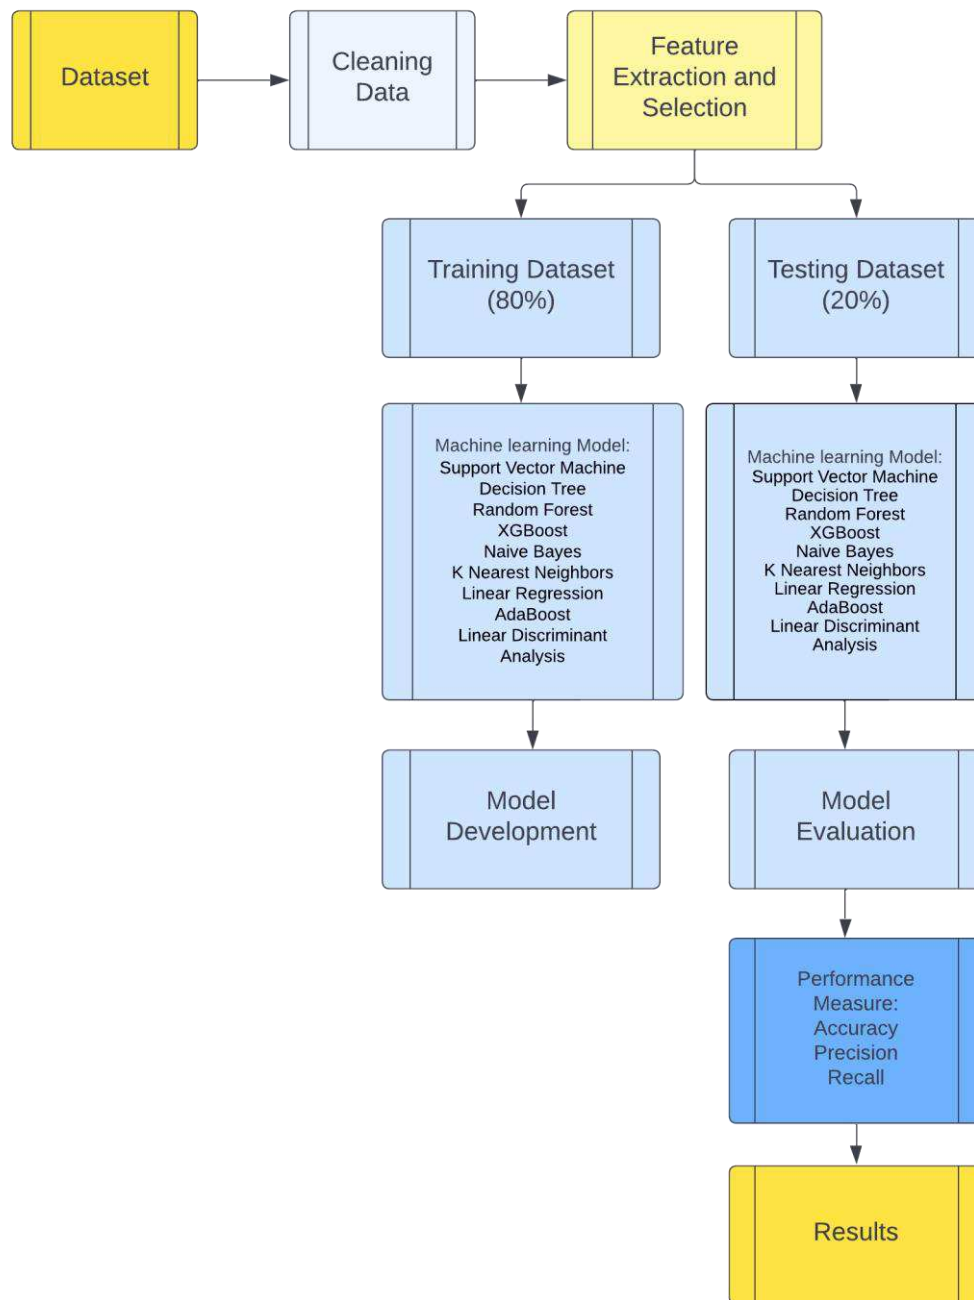 Dataset
Cleaning
Data
Feature
Extraction and
Selection
Training Dataset
(80%)
Testing Dataset
(20%)
Machine learning Model:
Support Vector Machine
Decision Tree
Random Forest
XGBoost
Naive Bayes
K Nearest Neighbors
Linear Regression
AdaBoost
Linear Discriminant
Analysis
Machine learning Model:
Support Vector Machine
Decision Tree
Random Forest
XGBoost
Naive Bayes
K Nearest Neighbors
Linear Regression
AdaBoost
Linear Discriminant
Analysis
Model
Development
Model
Evaluation
Performance
Measure:
Accuracy
Precision
Recall
Results